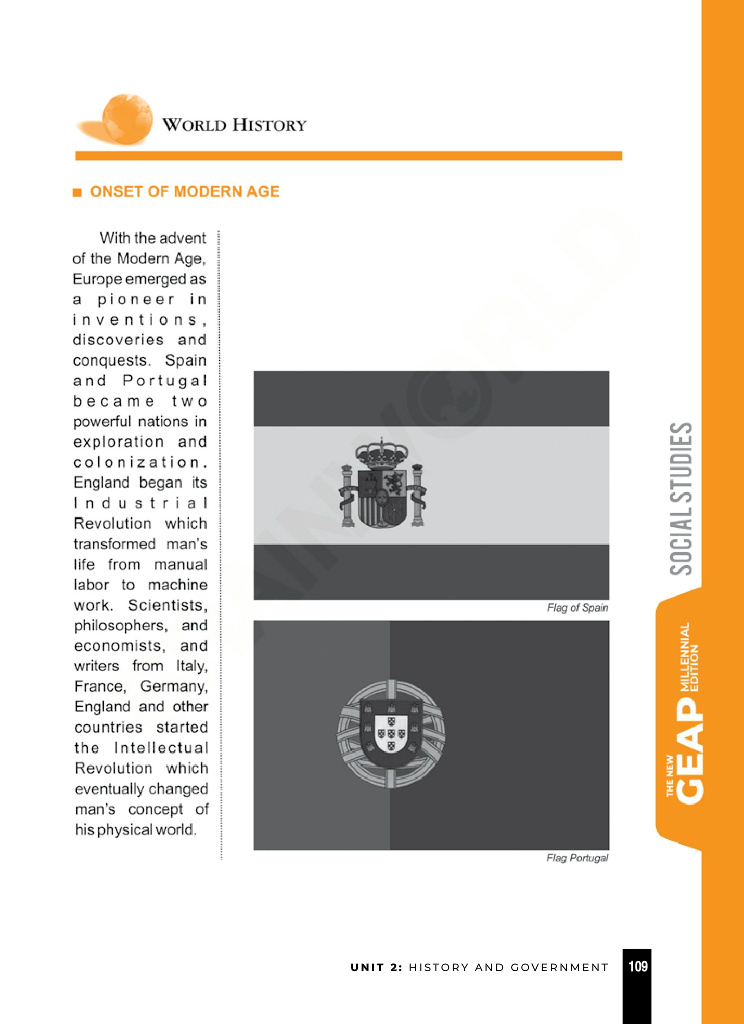 WORLD HISTORY
ONSET OF MODERN AGE
With the advent
of the Modern Age,
Europe emerged as
a pioneer in
inventions,
discoveries and
conquests. Spain
and Portugal
became two
powerful nations in
exploration and
colonization.
England began its
Industrial
Revolution which
transformed man's
life from manual
labor to machine
work. Scientists,
philosophers, and
economists, and
writers from Italy,
France, Germany,
England and other
countries started
the Intellectual
Revolution which
eventually changed
man's concept of
his physical world.
Flag of Spain
Flag Portugal
SOCIAL STUDIES
THE NEW
GEAP
MILLENNIAL
EDITION
UNIT 2: HISTORY AND GOVERNMENT 109